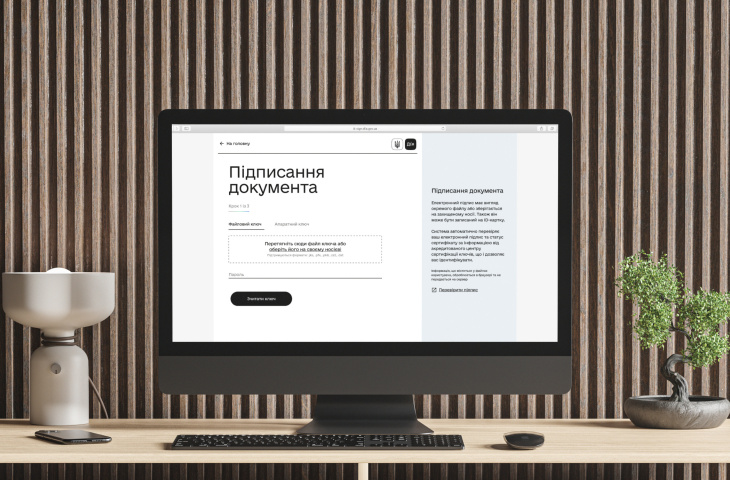 На головну
Дія
Підписання
документа
Крок 1 із 3
Файловий ключ
Апаратний ключ
Перетягніть сюди файл ключа або
оберіть його на своєму носієві
Пароль
Зчитати ключ
Підписання документа
Електронний підпис має вигляд
окремого файлу або зберігається
на захищеному носії. Також він
може бути записаний на ID-картку.
Система автоматично перевіряє
ваш електронний підпис та статус
сертифікату за інформацією від
акредитованого центру
сертифікації ключів, що і дозволяє
вас ідентифікувати.
Перевірити підпис